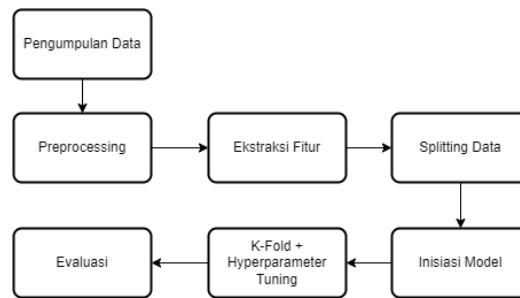 Pengumpulan Data
Preprocessing
Ekstraksi Fitur
Splitting Data
Inisiasi Model
K-Fold +
Hyperparameter
Tuning
Evaluasi